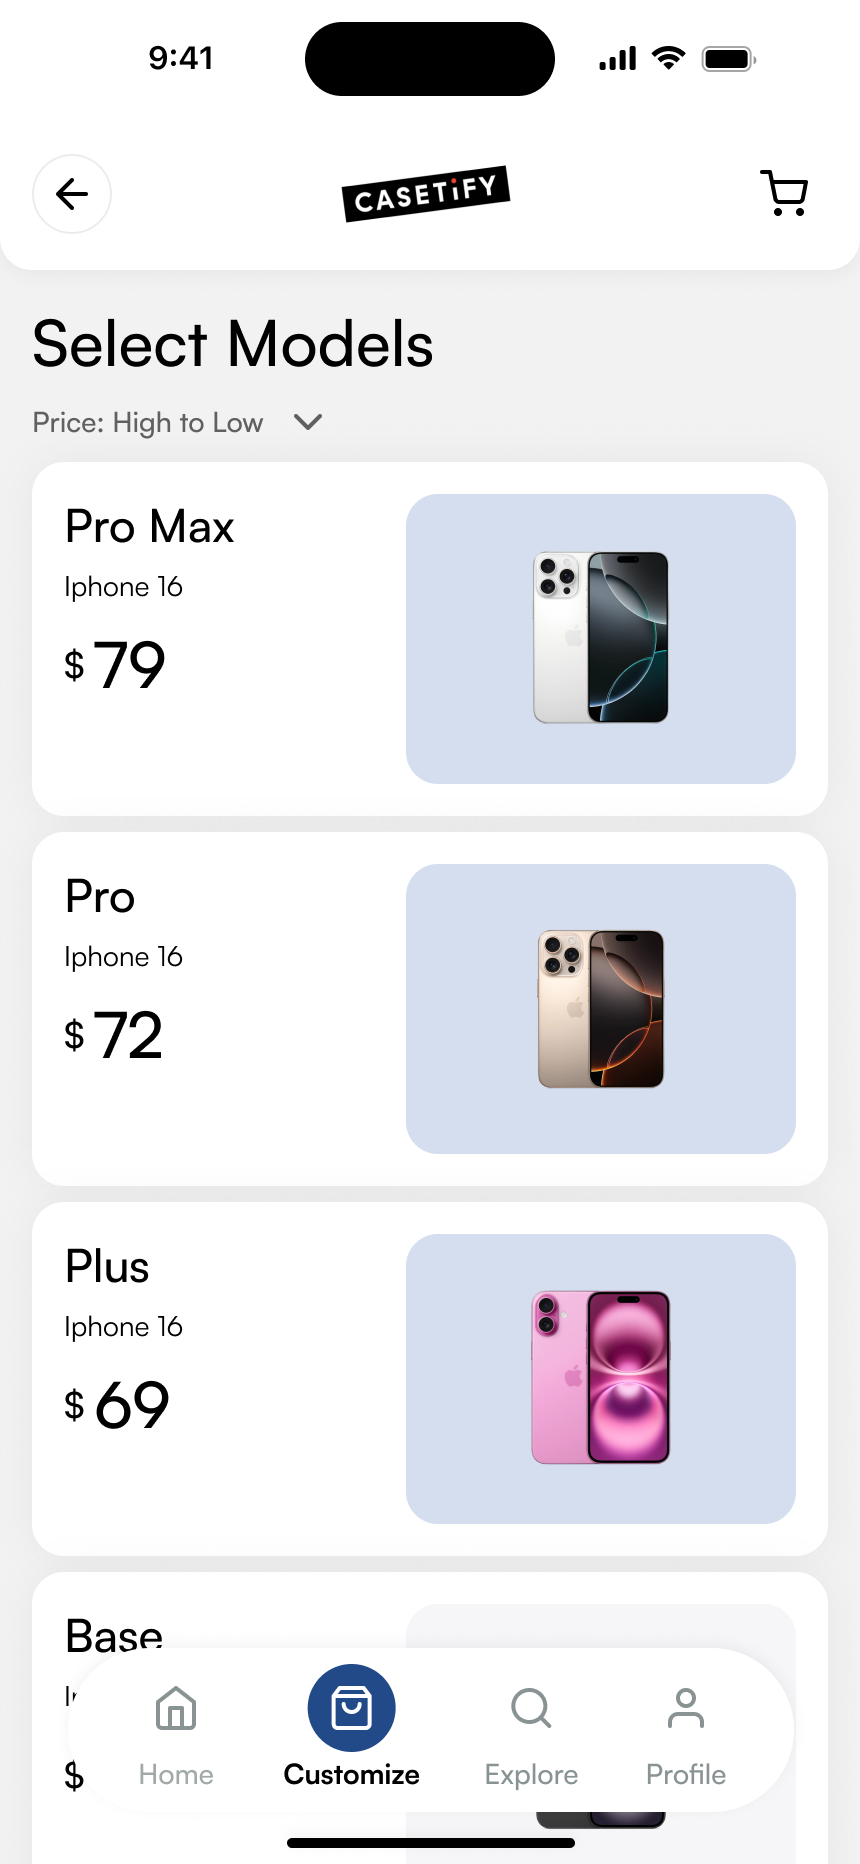 9:41
CASETiFY
Select Models
Price: High to Low
Pro Max
Iphone 16
$ 79
Pro
Iphone 16
$ 72
Plus
Iphone 16
$ 69
Base
$
Home
Customize
Explore
Profile